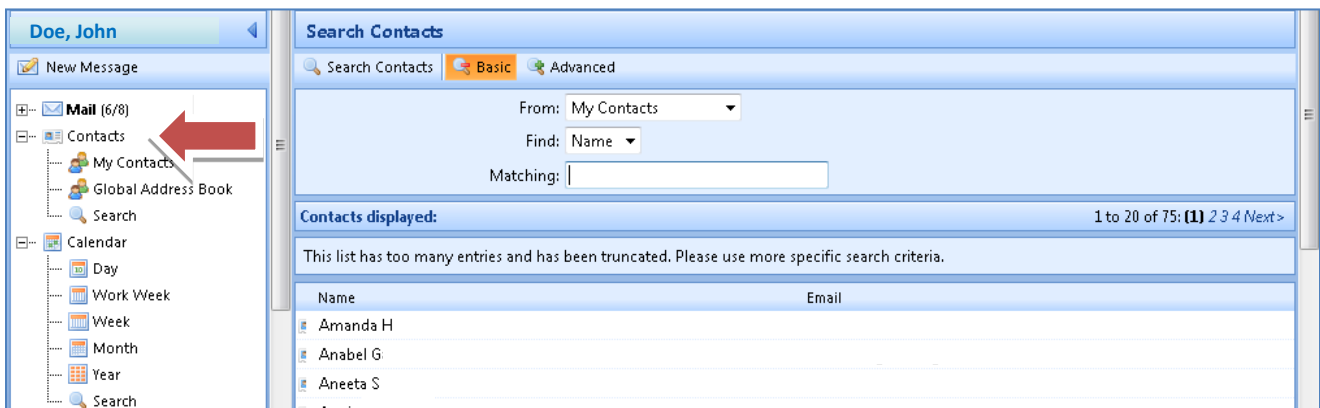 Doe, John
New Message
Mail (6/8)
Contacts
My Contacts
Global Address Book
Search
Calendar
Day
Work Week
Week
Month
Year
Search
Search Contacts
Search Contacts Basic Advanced
From: My Contacts
Find: Name
Matching:
Contacts displayed: 1 to 20 of 75: (1) 2 3 4 Next>
This list has too many entries and has been truncated. Please use more specific search criteria.
Name Email
Amanda H
Anabel G
Aneeta S